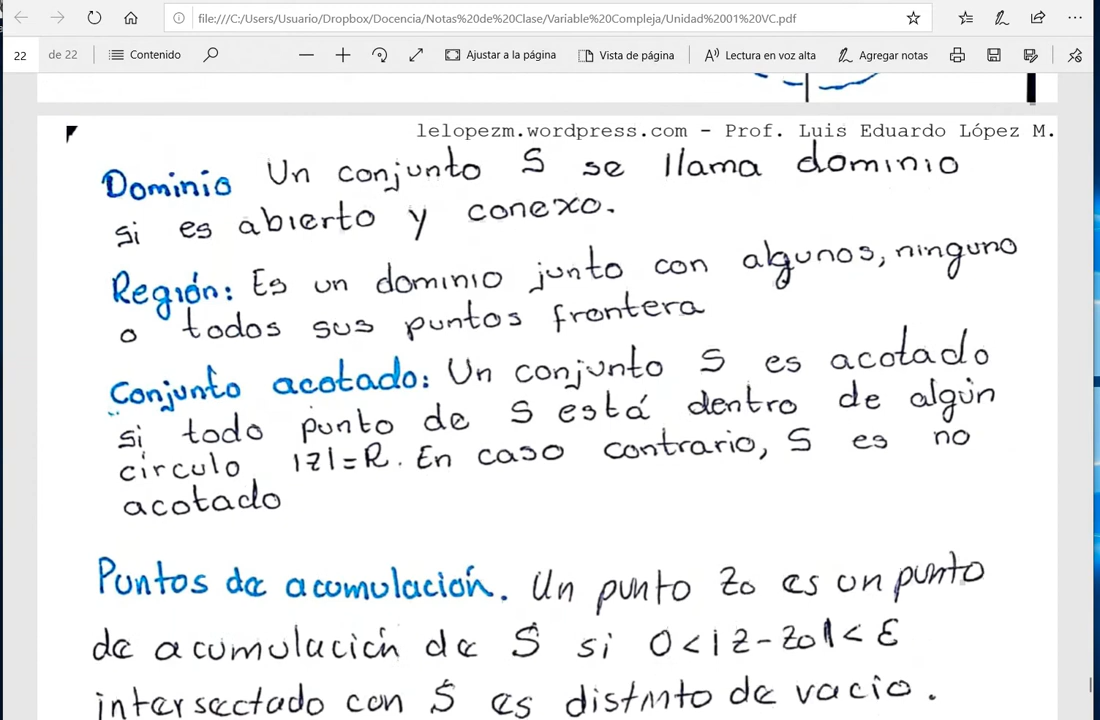 file:///C:/Users/Usuario/Dropbox/Docencia/Notas%20de%20Clase/Variable%20Compleja/Unidad%2001%20VC.pdf
22 de 22 Contenido Ajustar a la página Vista de página Lectura en voz alta Agregar notas
lelopezm.wordpress.com - Prof. Luis Eduardo López M.
Dominio Un conjunto S se llama dominio
si es abierto y conexo.
Región: Es un dominio junto con algunos, ninguno
o todos sus puntos frontera
Conjunto acotado: Un conjunto S es acotado
si todo punto de S está dentro de algún
círculo |z|=R. En caso contrario, S es no
acotado
Puntos de acomulación. Un punto Zo es un punto
de acomulación de S si 0<|z-zo|<ε
intersectado con S es distinto de vacio.